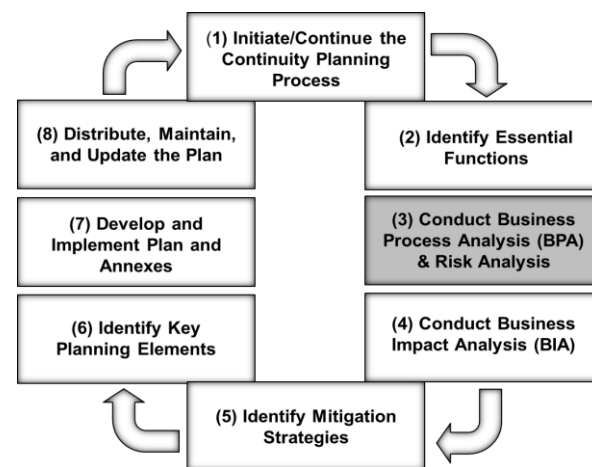 (1) Initiate/Continue the
Continuity Planning
Process
(2) Identify Essential
Functions
(3) Conduct Business
Process Analysis (BPA)
& Risk Analysis
(4) Conduct Business
Impact Analysis (BIA)
(5) Identify Mitigation
Strategies
(6) Identify Key
Planning Elements
(7) Develop and
Implement Plan and
Annexes
(8) Distribute, Maintain,
and Update the Plan